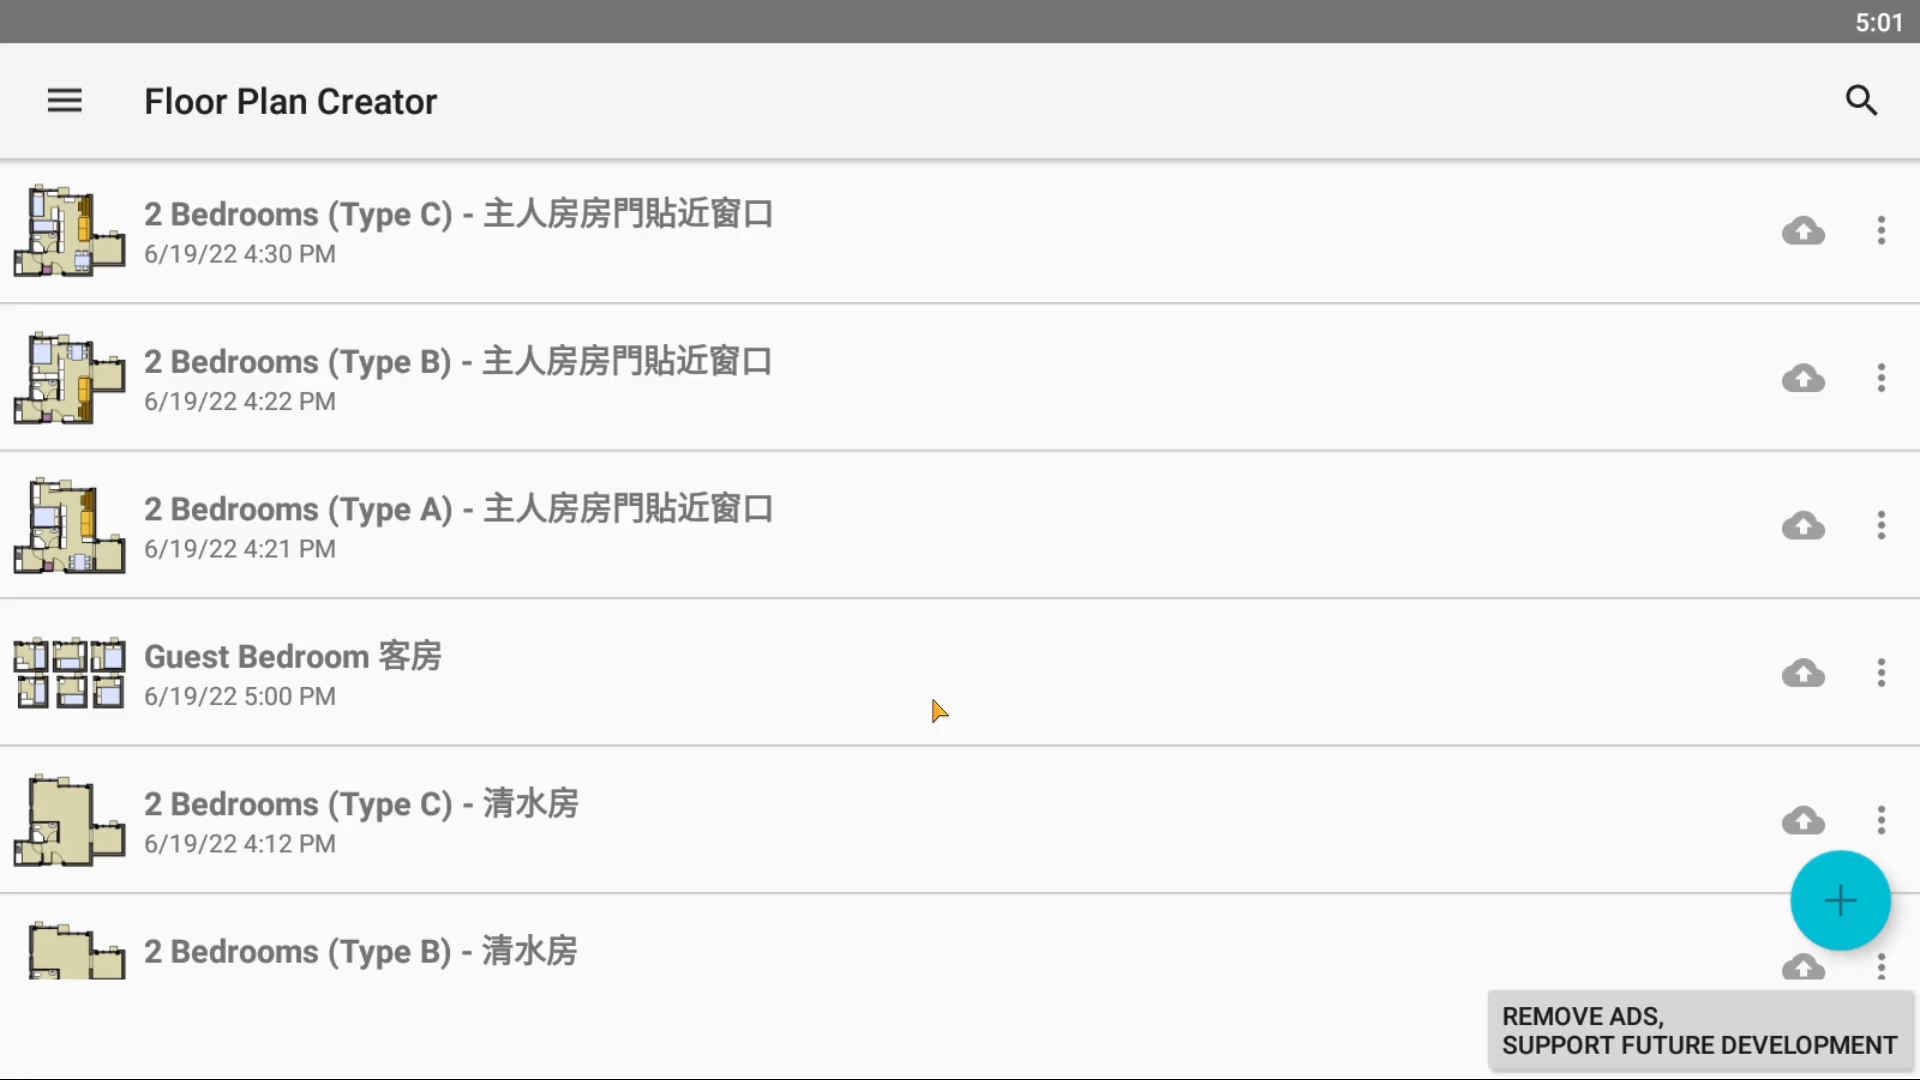 5:01
Floor Plan Creator
2 Bedrooms (Type C) - 主人房房門貼近窗口
6/19/22 4:30 PM
2 Bedrooms (Type B) - 主人房房門貼近窗口
6/19/22 4:22 PM
2 Bedrooms (Type A) - 主人房房門貼近窗口
6/19/22 4:21 PM
Guest Bedroom 客房
6/19/22 5:00 PM
2 Bedrooms (Type C) - 清水房
6/19/22 4:12 PM
2 Bedrooms (Type B) - 清水房
REMOVE ADS,
SUPPORT FUTURE DEVELOPMENT